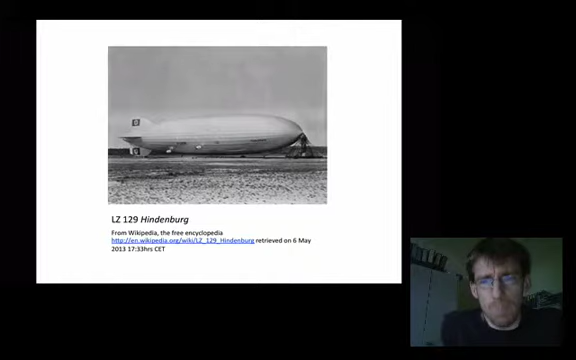 LZ 129 Hindenburg
From Wikipedia, the free encyclopedia
http://en.wikipedia.org/wiki/LZ_129_Hindenburg retrieved on 6 May
2013 17:33hrs CET